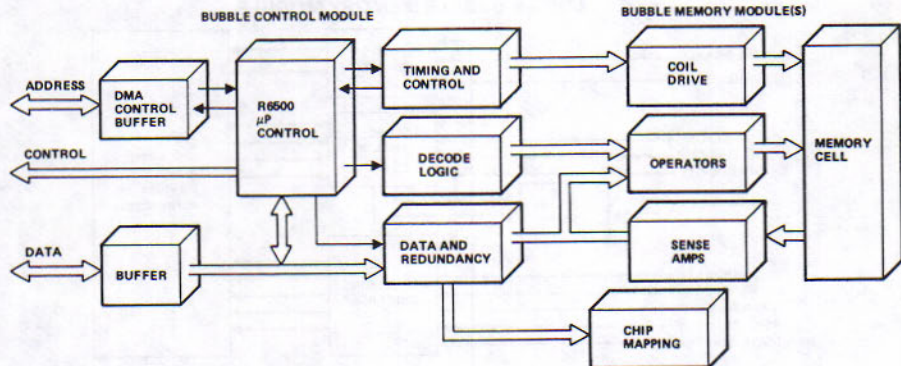 BUBBLE CONTROL MODULE
BUBBLE MEMORY MODULE(S)
ADDRESS
DMA
CONTROL
BUFFER
R6500
μP
CONTROL
TIMING AND
CONTROL
COIL
DRIVE
MEMORY
CELL
CONTROL
DECODE
LOGIC
OPERATORS
DATA
BUFFER
DATA AND
REDUNDANCY
SENSE
AMPS
CHIP
MAPPING